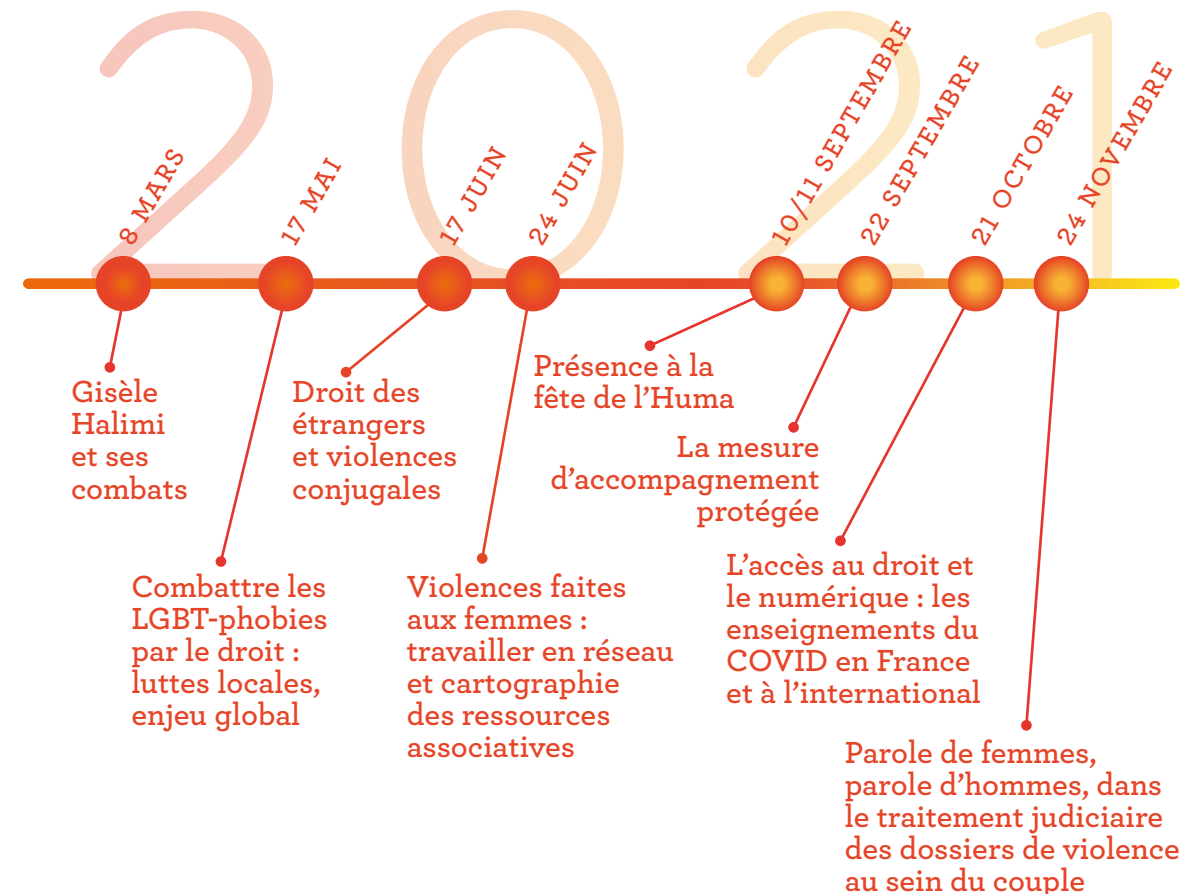 2021
8 MARS
17 MAI
17 JUIN
24 JUIN
10/11 SEPTEMBRE
22 SEPTEMBRE
21 OCTOBRE
24 NOVEMBRE
Gisèle
Halimi
et ses
combats
Combattre les
LGBT-phobies
par le droit :
luttes locales,
enjeu global
Droit des
étrangers
et violences
conjugales
Violences faites
aux femmes :
travailler en réseau
et cartographie
des ressources
associatives
Présence à la
fête de l’Huma
La mesure
d’accompagnement
protégée
L’accès au droit et
le numérique : les
enseignements du
COVID en France
et à l’international
Parole de femmes,
parole d’hommes, dans
le traitement judiciaire
des dossiers de violence
au sein du couple